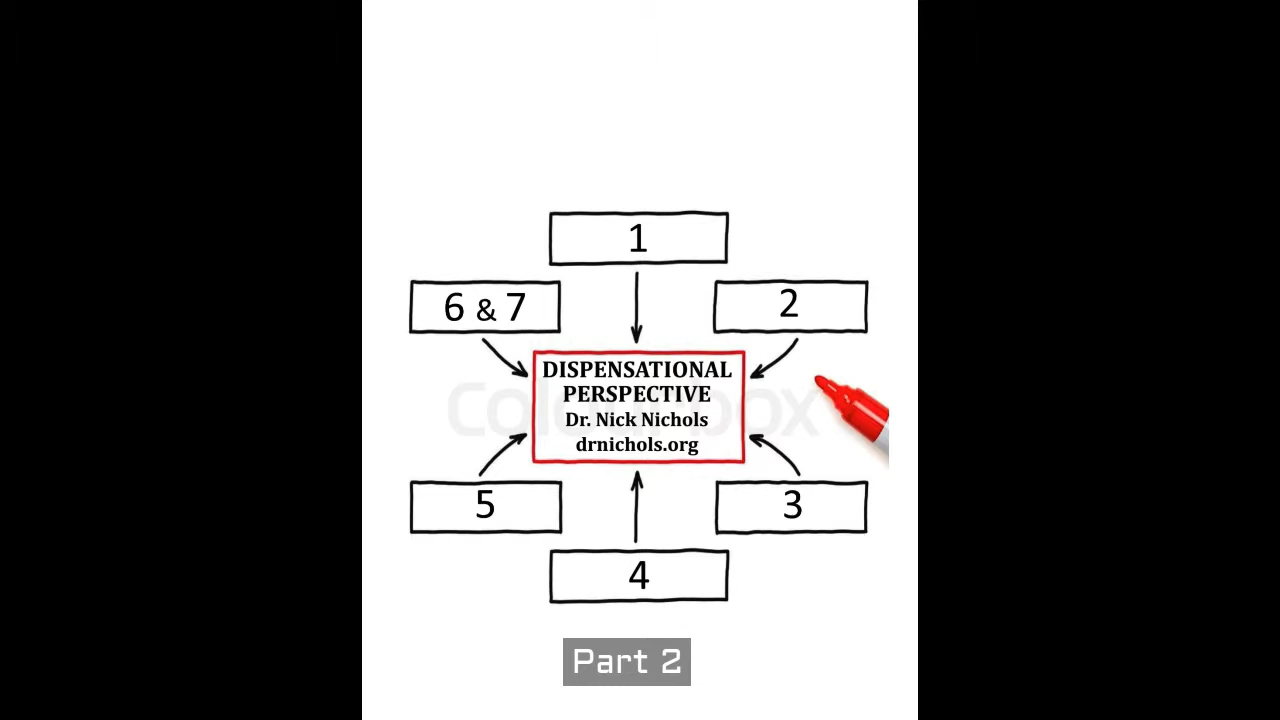 1
6 & 7
2
DISPENSATIONAL
PERSPECTIVE
Dr. Nick Nichols
drnichols.org
5
3
4
Part 2